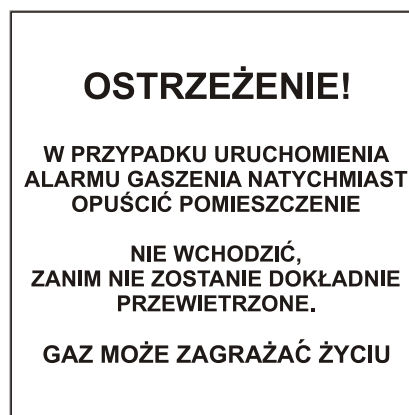 OSTRZEŻENIE!
W PRZYPADKU URUCHOMIENIA
ALARMU GASZENIA NATYCHMIAST
OPUŚCIĆ POMIESZCZENIE
NIE WCHODZIĆ,
ZANIM NIE ZOSTANIE DOKŁADNIE
PRZEWIETRZONE.
GAZ MOŻE ZAGRAŻAĆ ŻYCIU